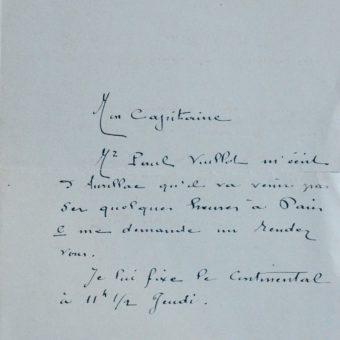 Mon Capitaine
Mr Paul Viallet m'écrit
d'Aurillac qu'il va venir pas
ser quelques heures à Paris
& me demande un rendez
vous.
Je lui fixe le Continental
à 11h 1/2 Jeudi.